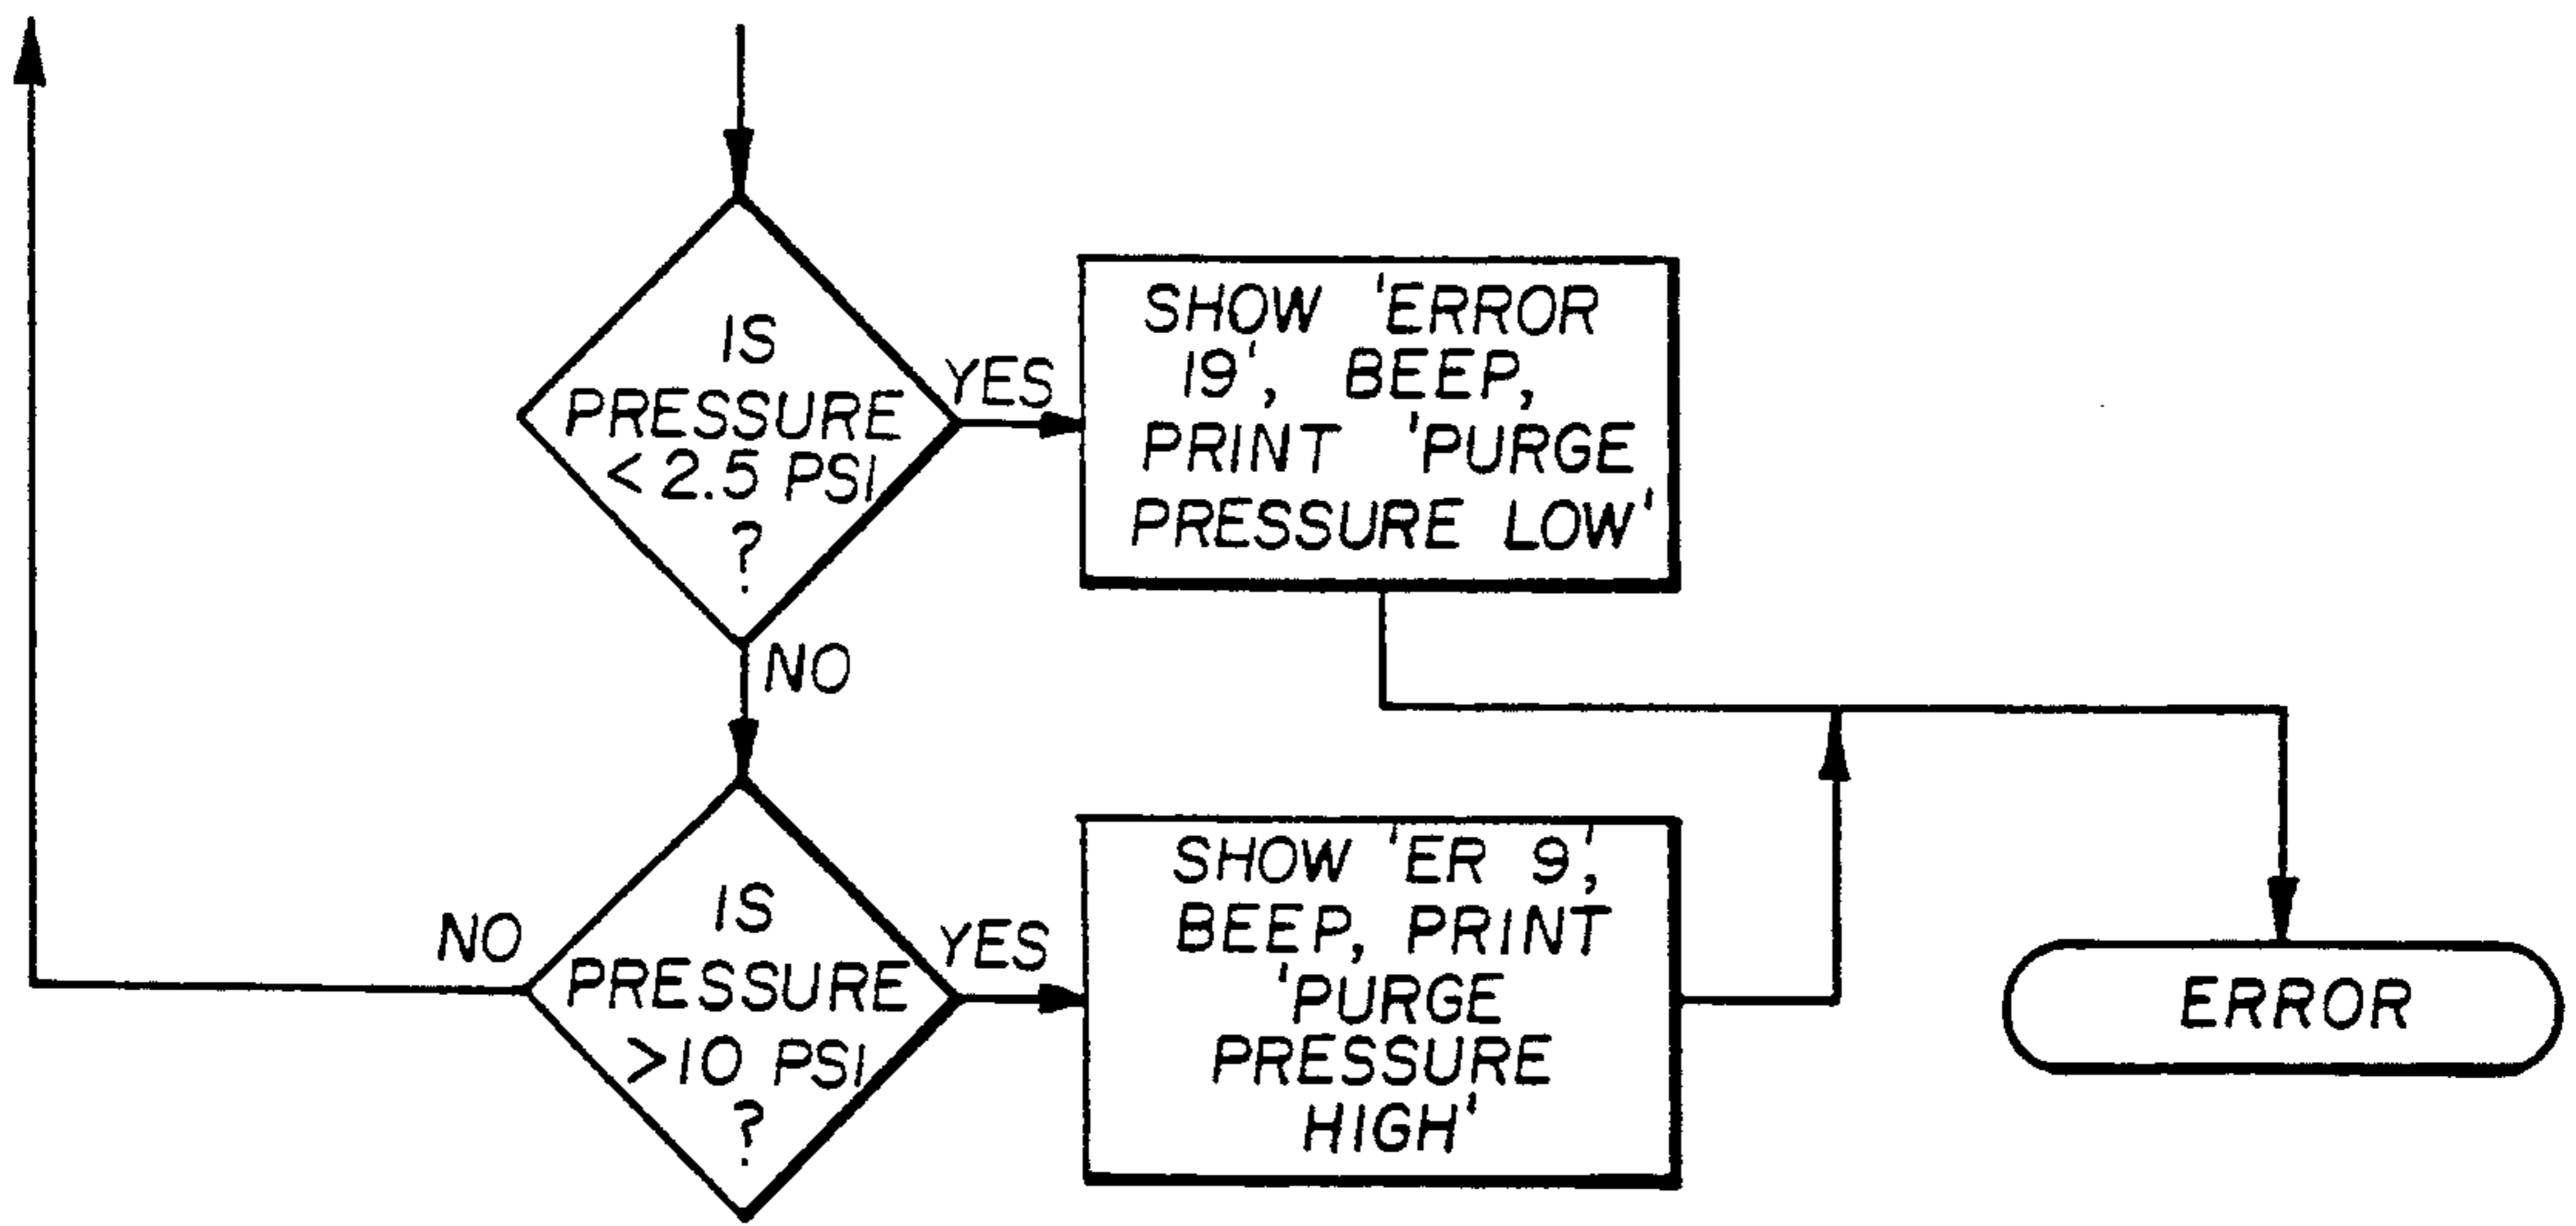 IS
PRESSURE
< 2.5 PSI
?
YES
SHOW 'ERROR
19', BEEP,
PRINT 'PURGE
PRESSURE LOW'
NO
IS
PRESSURE
>10 PSI
?
NO
YES
SHOW 'ER 9',
BEEP, PRINT
'PURGE
PRESSURE
HIGH'
ERROR